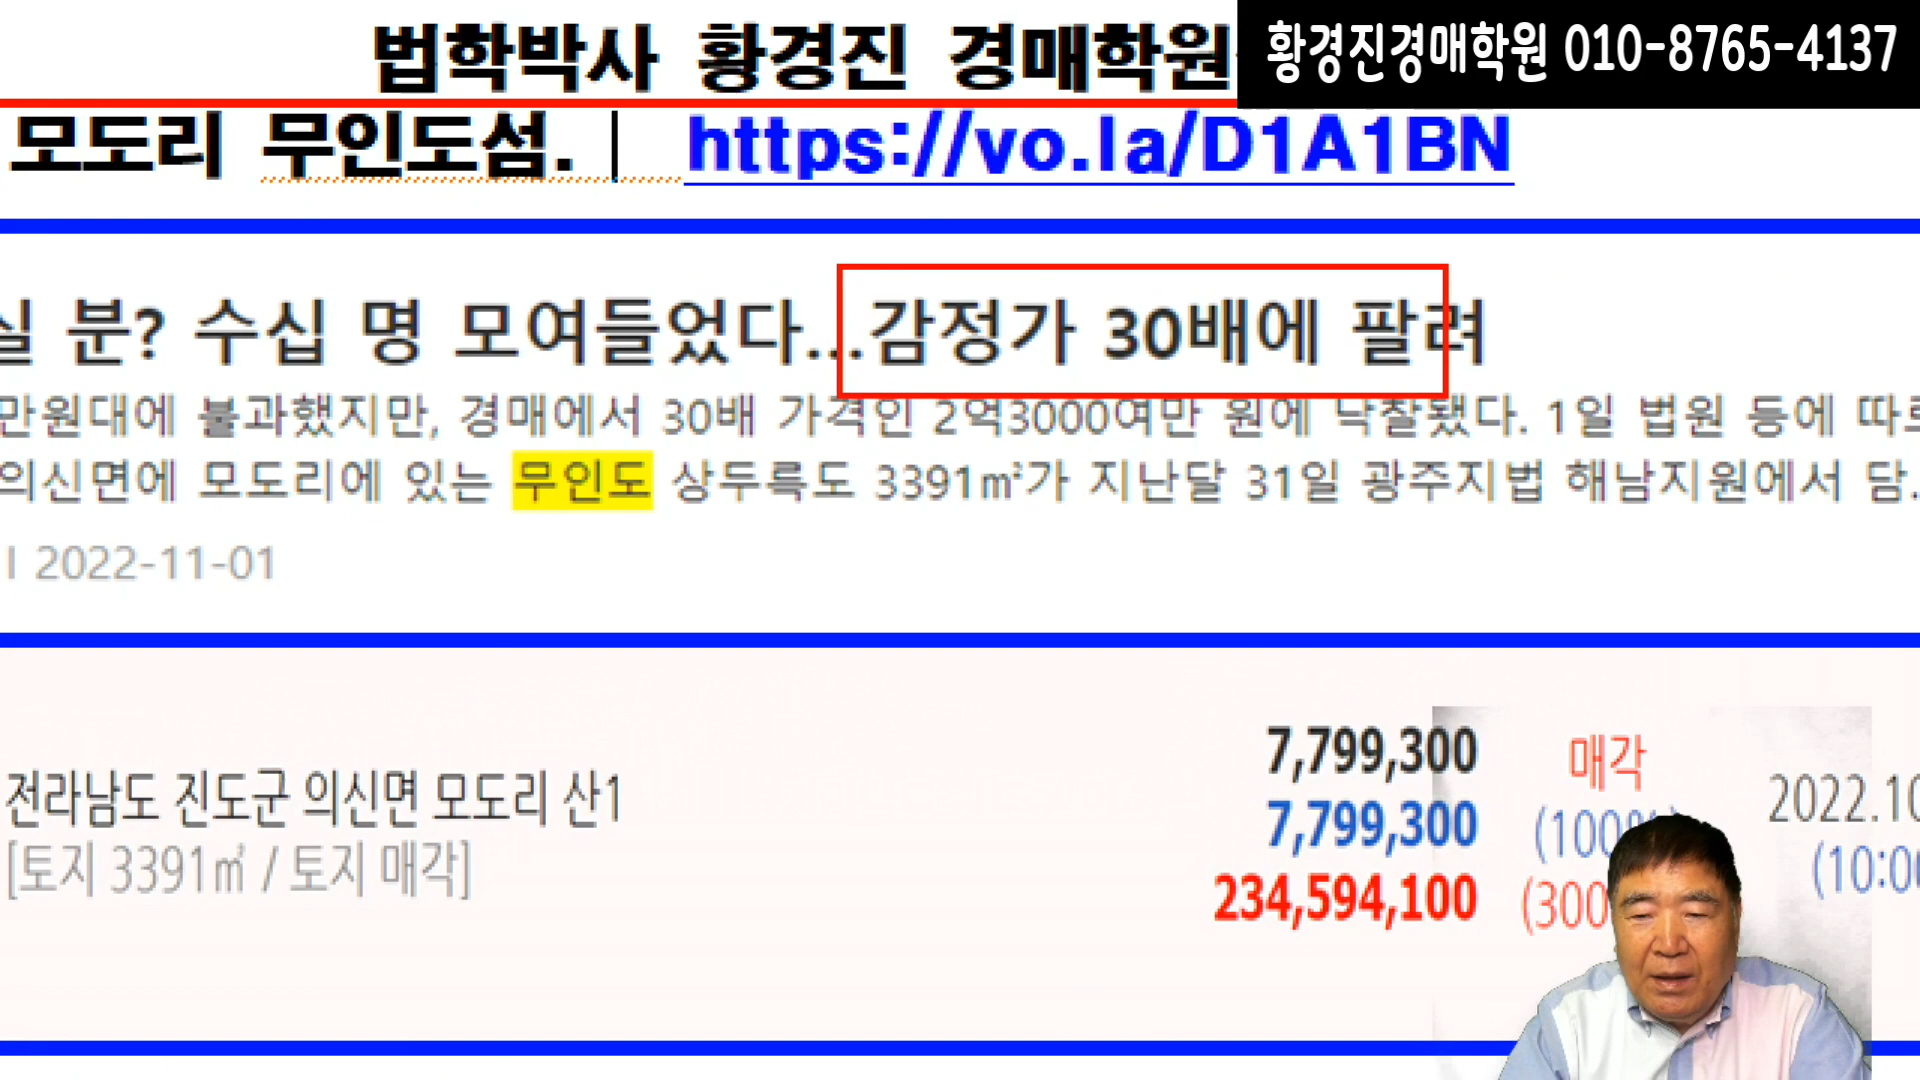 법학박사 황경진 경매학원
황경진경매학원 010-8765-4137
모도리 무인도섬. https://vo.la/D1A1BN
실 분? 수십 명 모여들었다...감정가 30배에 팔려
만원대에 불과했지만, 경매에서 30배 가격인 2억3000여만 원에 낙찰됐다. 1일 법원 등에 따르
의신면에 모도리에 있는 무인도 상두륵도 3391㎡가 지난달 31일 광주지법 해남지원에서 담..
2022-11-01
전라남도 진도군 의신면 모도리 산1
[토지 3391㎡ / 토지 매각]
7,799,300
7,799,300
234,594,100
매각
(100%)
(300
2022.10
(10:00